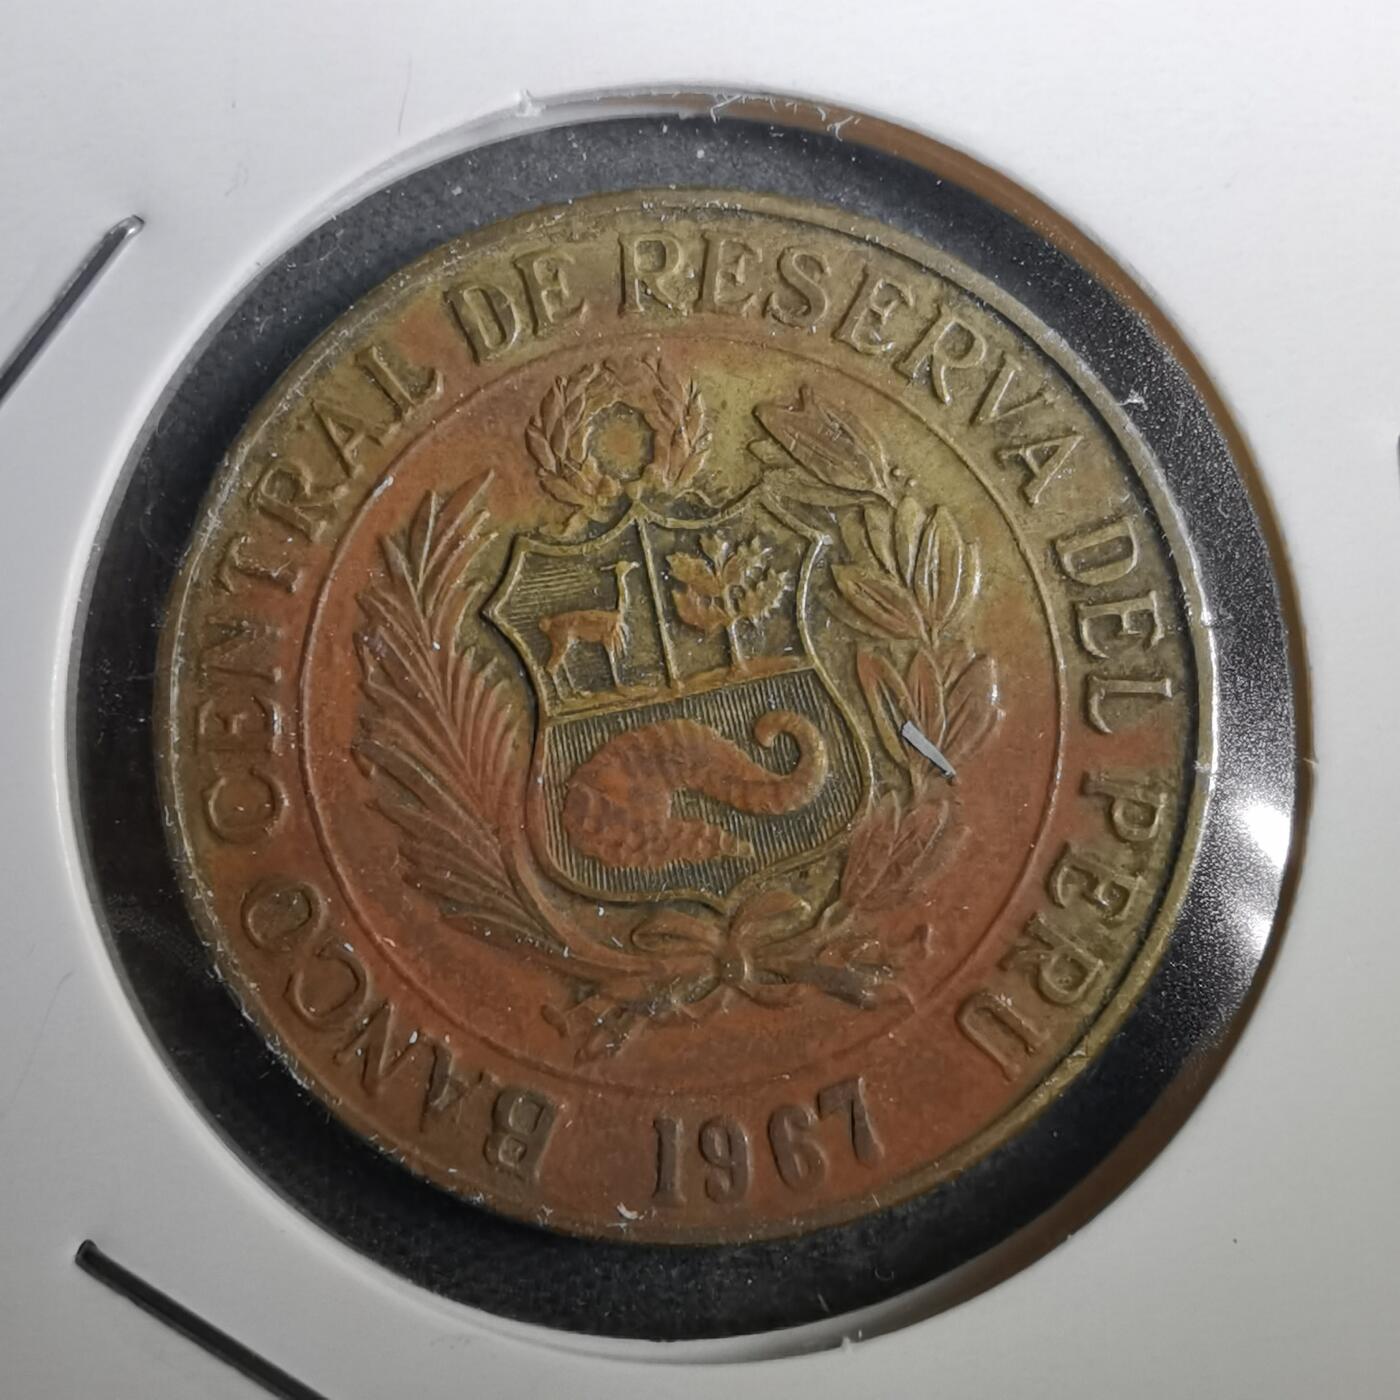 BANCO CENTRAL DE RESERVA DEL PERU
1967